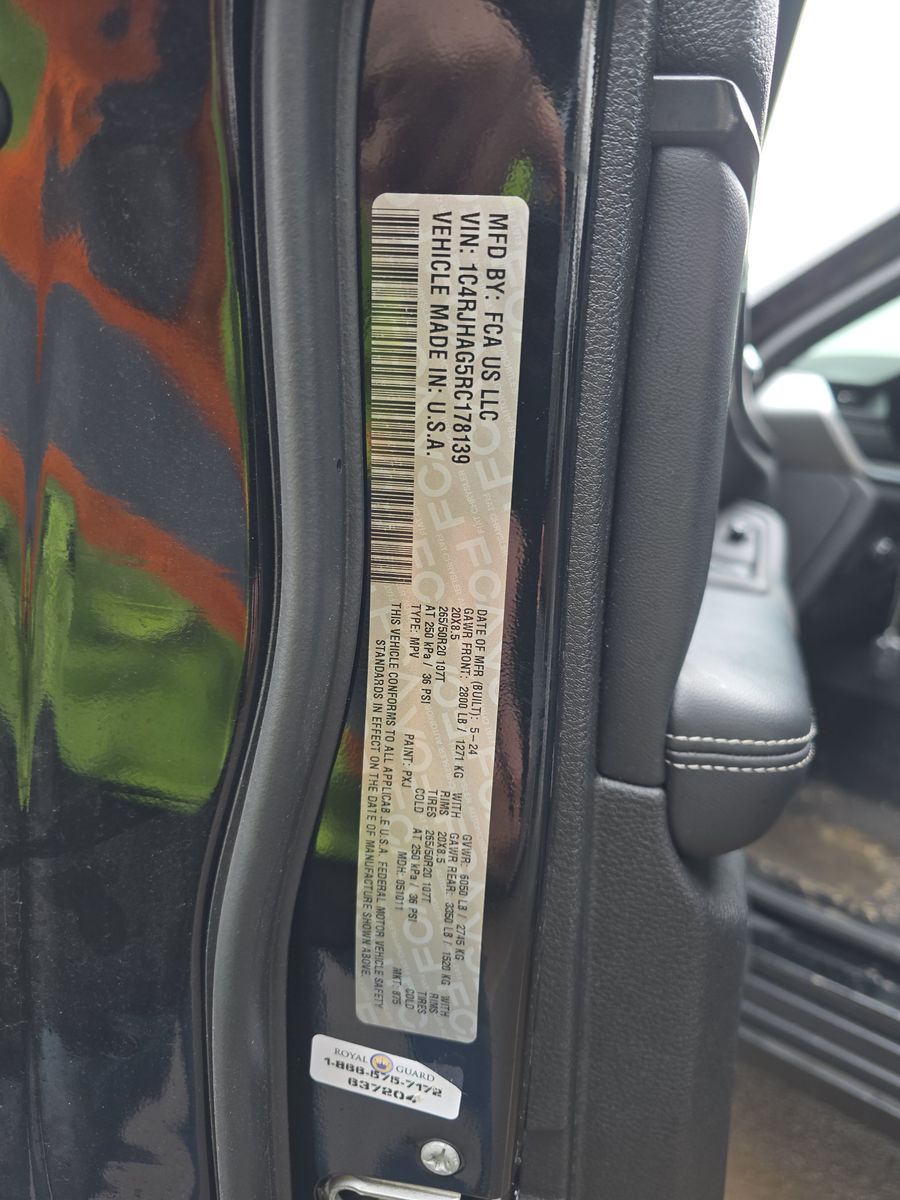 MFD BY: FCA US LLC
VIN: 1C4RJHAG5RC178139
VEHICLE MADE IN: U.S.A.
DATE OF MFR (BUILT): 5-24 GVWR: 6050 LB / 2745 KG
GAWR FRONT: 2800 LB / 1271 KG WITH GAWR REAR: 3350 LB / 1520 KG WITH
20X8.5 RIMS 20X8.5 RIMS
265/50R20 107T TIRES 265/50R20 107T TIRES
AT 250 kPa / 36 PSI COLD AT 250 kPa / 36 PSI COLD
TYPE: MPV PAINT: PXJ MDH: 051011 MKT: 875
THIS VEHICLE CONFORMS TO ALL APPLICABLE U.S.A. FEDERAL MOTOR VEHICLE SAFETY
STANDARDS IN EFFECT ON THE DATE OF MANUFACTURE SHOWN ABOVE.
ROYAL GUARD
1-866-575-7172
637204